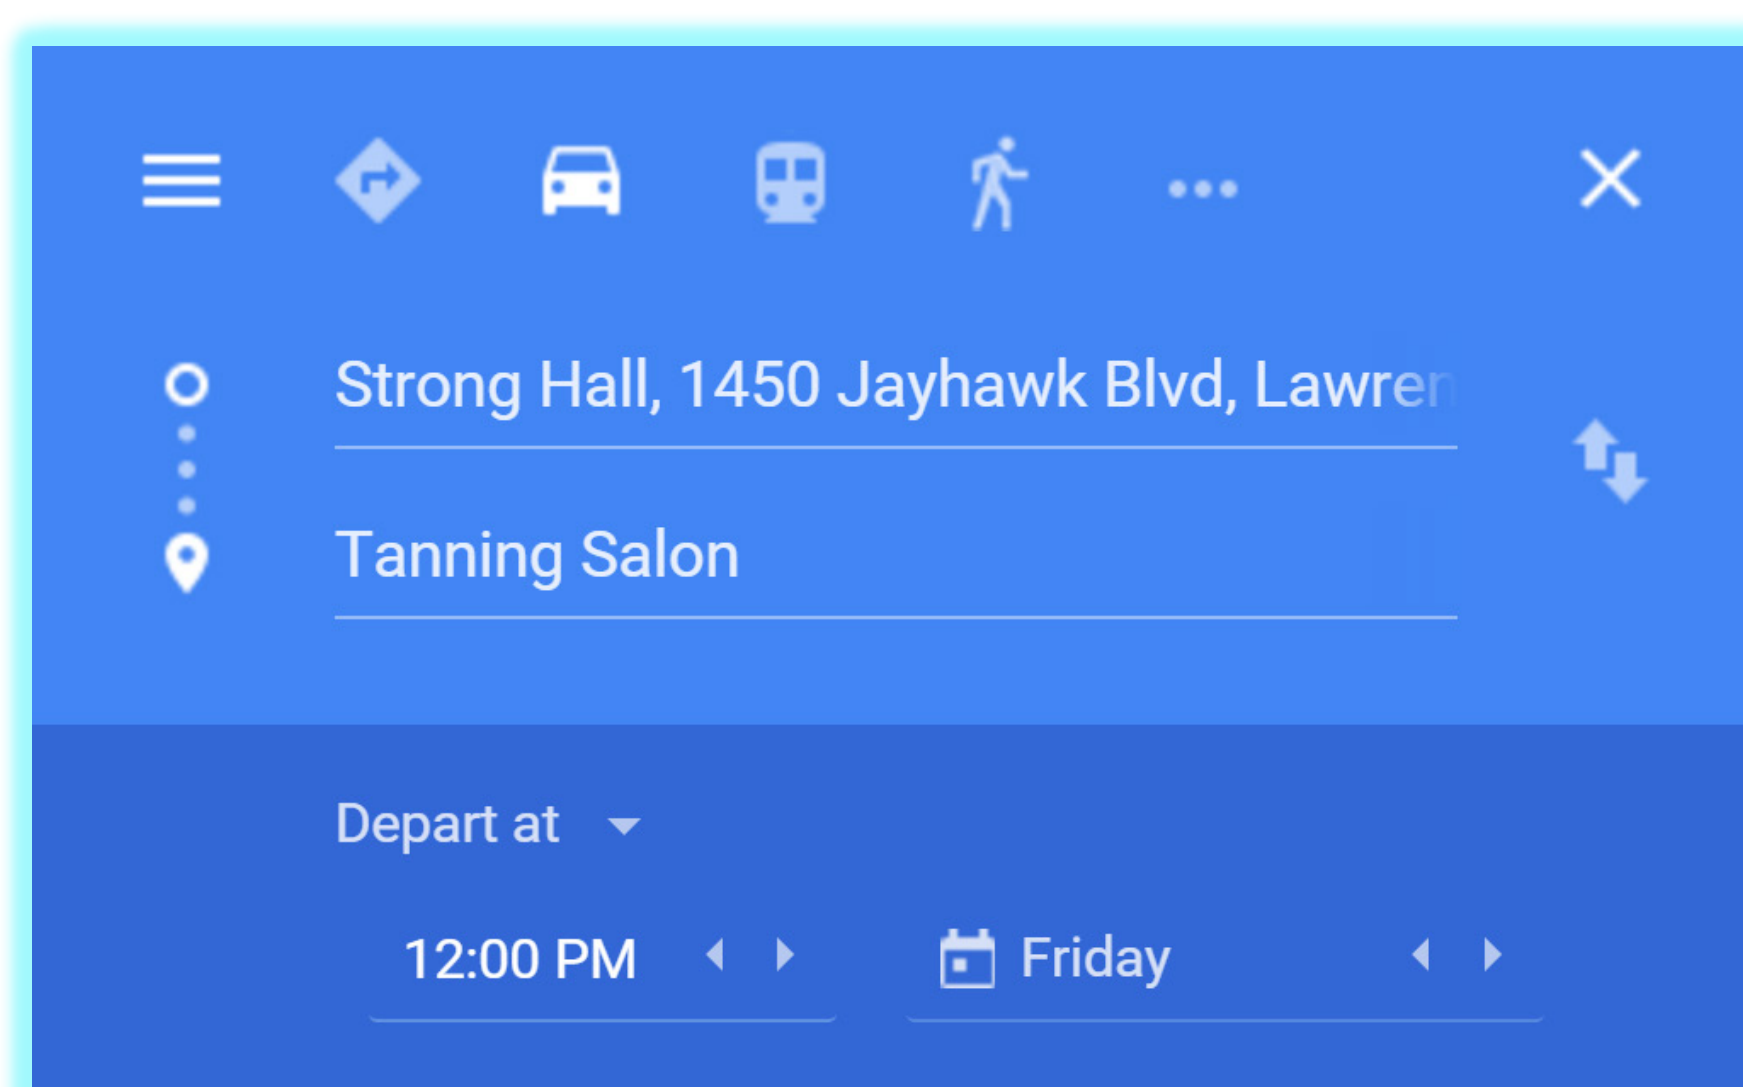 Strong Hall, 1450 Jayhawk Blvd, Lawren
Tanning Salon
Depart at
12:00 PM Friday